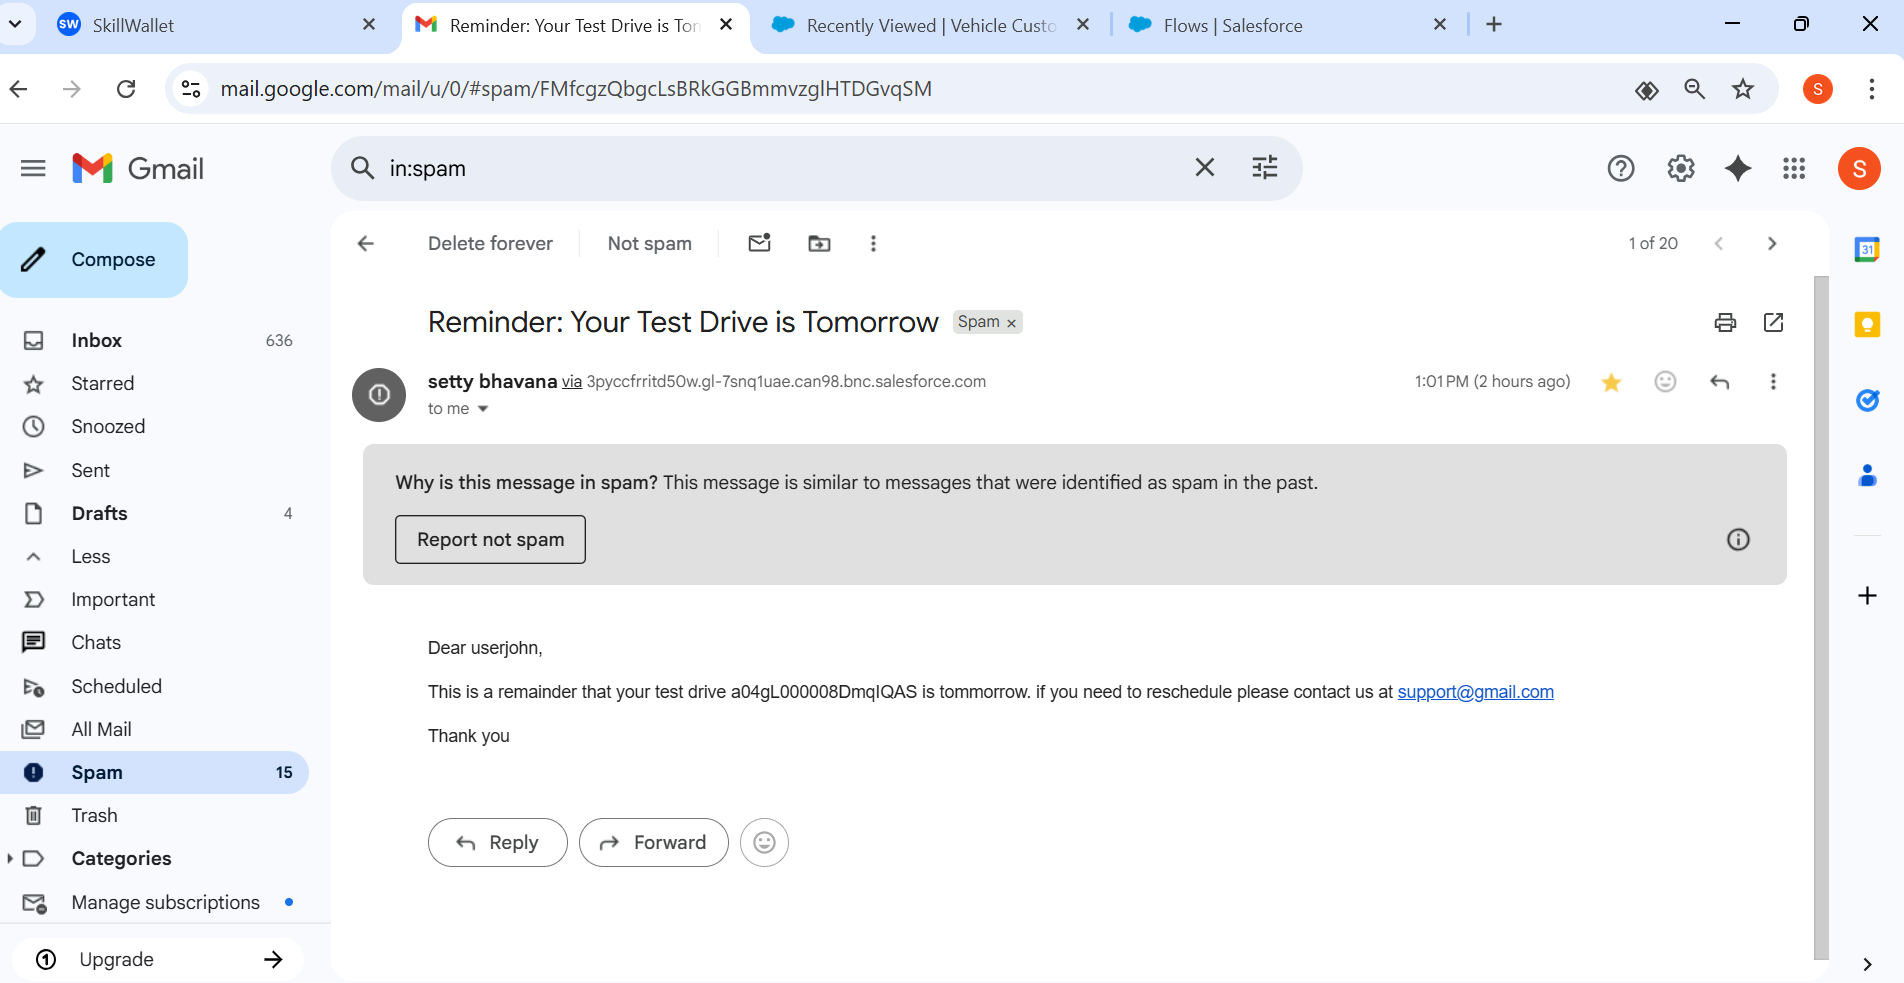 SW SkillWallet
Reminder: Your Test Drive is Ton
Recently Viewed | Vehicle Custo
Flows | Salesforce
mail.google.com/mail/u/0/#spam/FMfcgzQbgcLsBRkGGBmmvzglHTDGvqSM
S
Gmail
in:spam
S
Compose
Delete forever
Not spam
1 of 20
31
Reminder: Your Test Drive is Tomorrow
Spam ×
Inbox 636
Starred
Snoozed
Sent
Drafts 4
Less
Important
Chats
Scheduled
All Mail
Spam 15
Trash
Categories
Manage subscriptions
Upgrade
setty bhavana via 3pyccfrritd50w.gl-7snq1uae.can98.bnc.salesforce.com
1:01 PM (2 hours ago)
to me
Why is this message in spam? This message is similar to messages that were identified as spam in the past.
Report not spam
Dear userjohn,
This is a remainder that your test drive a04gL000008DmqIQAS is tommorrow. if you need to reschedule please contact us at support@gmail.com
Thank you
Reply
Forward